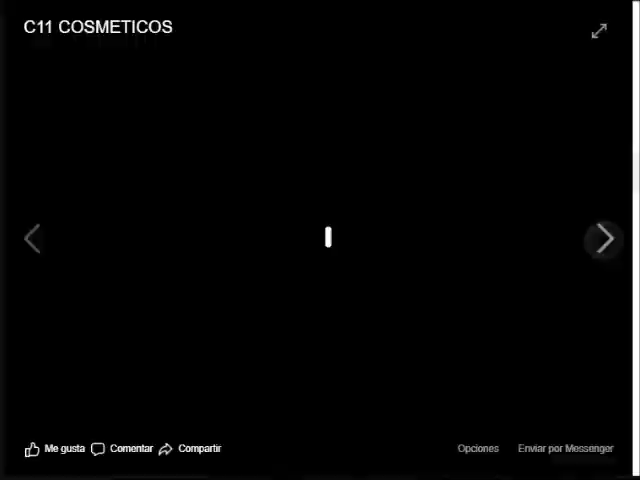 C11 COSMETICOS
Me gusta Comentar Compartir Opciones Enviar por Messenger